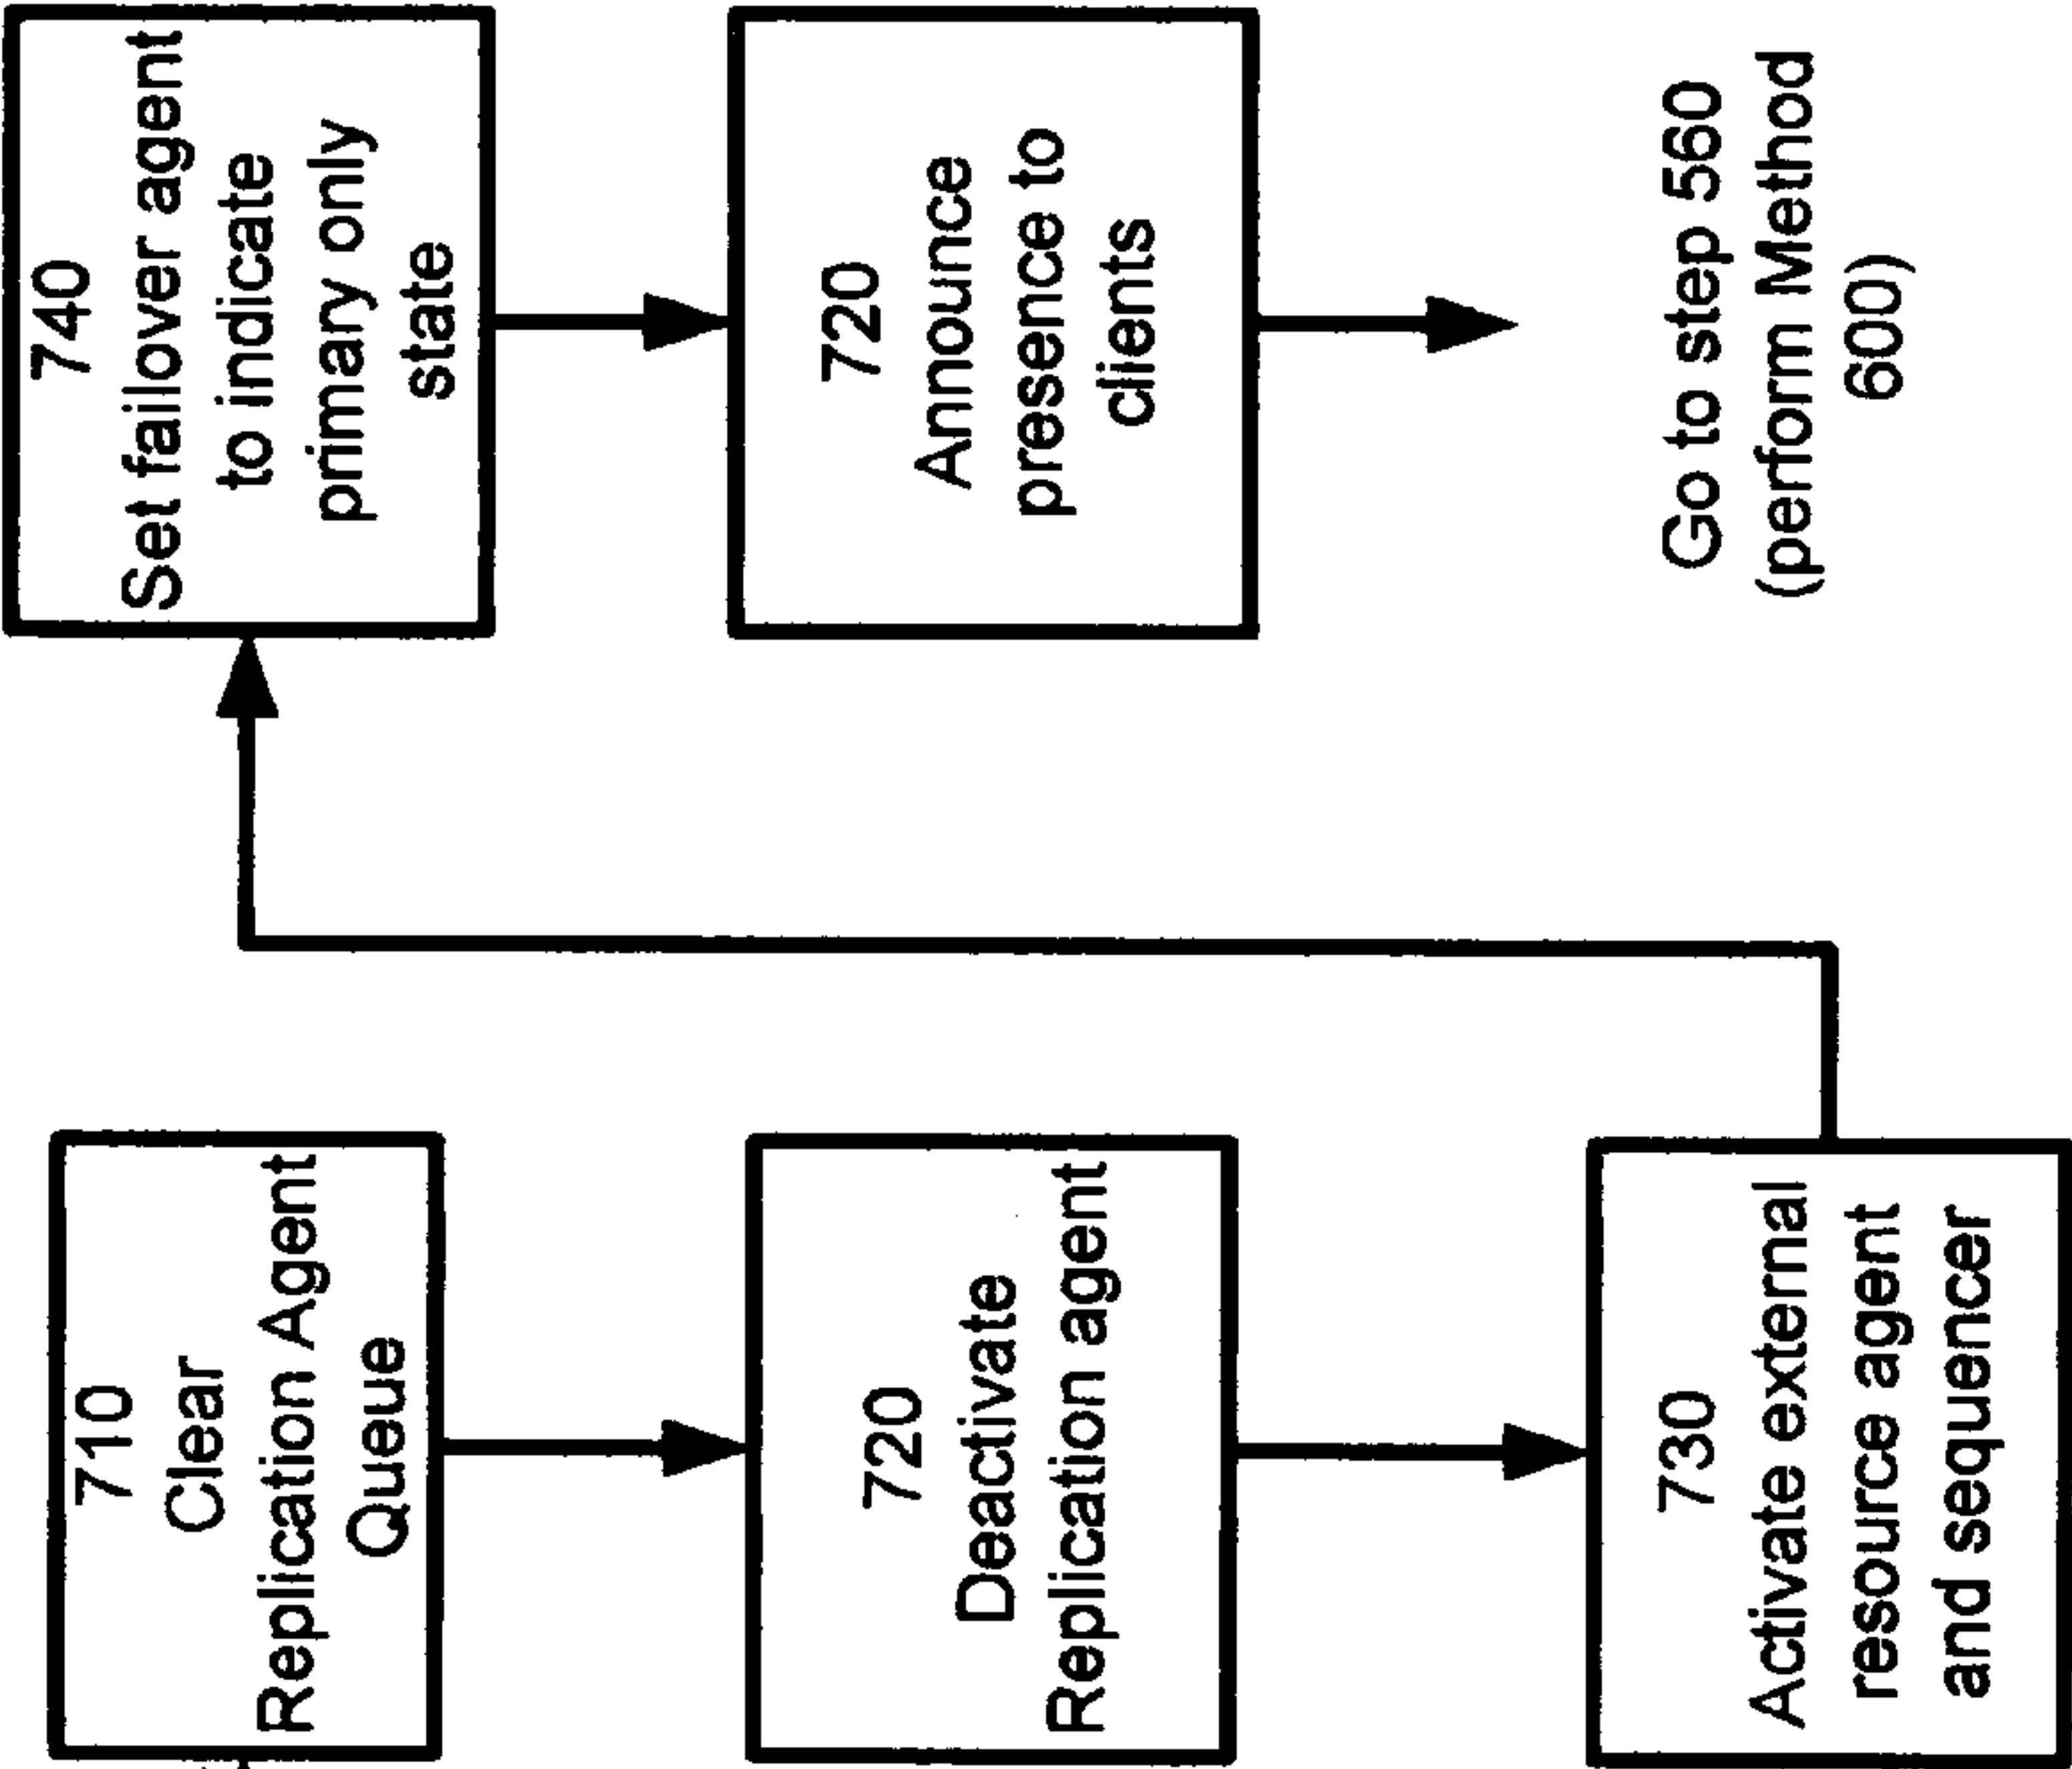 710
Clear
Replication Agent
Queue
720
Deactivate
Replication agent
730
Activate external
resource agent
and sequencer
740
Set failover agent
to indicate
primary only
state
720
Announce
presence to
clients
Go to step 560
(perform Method
600)